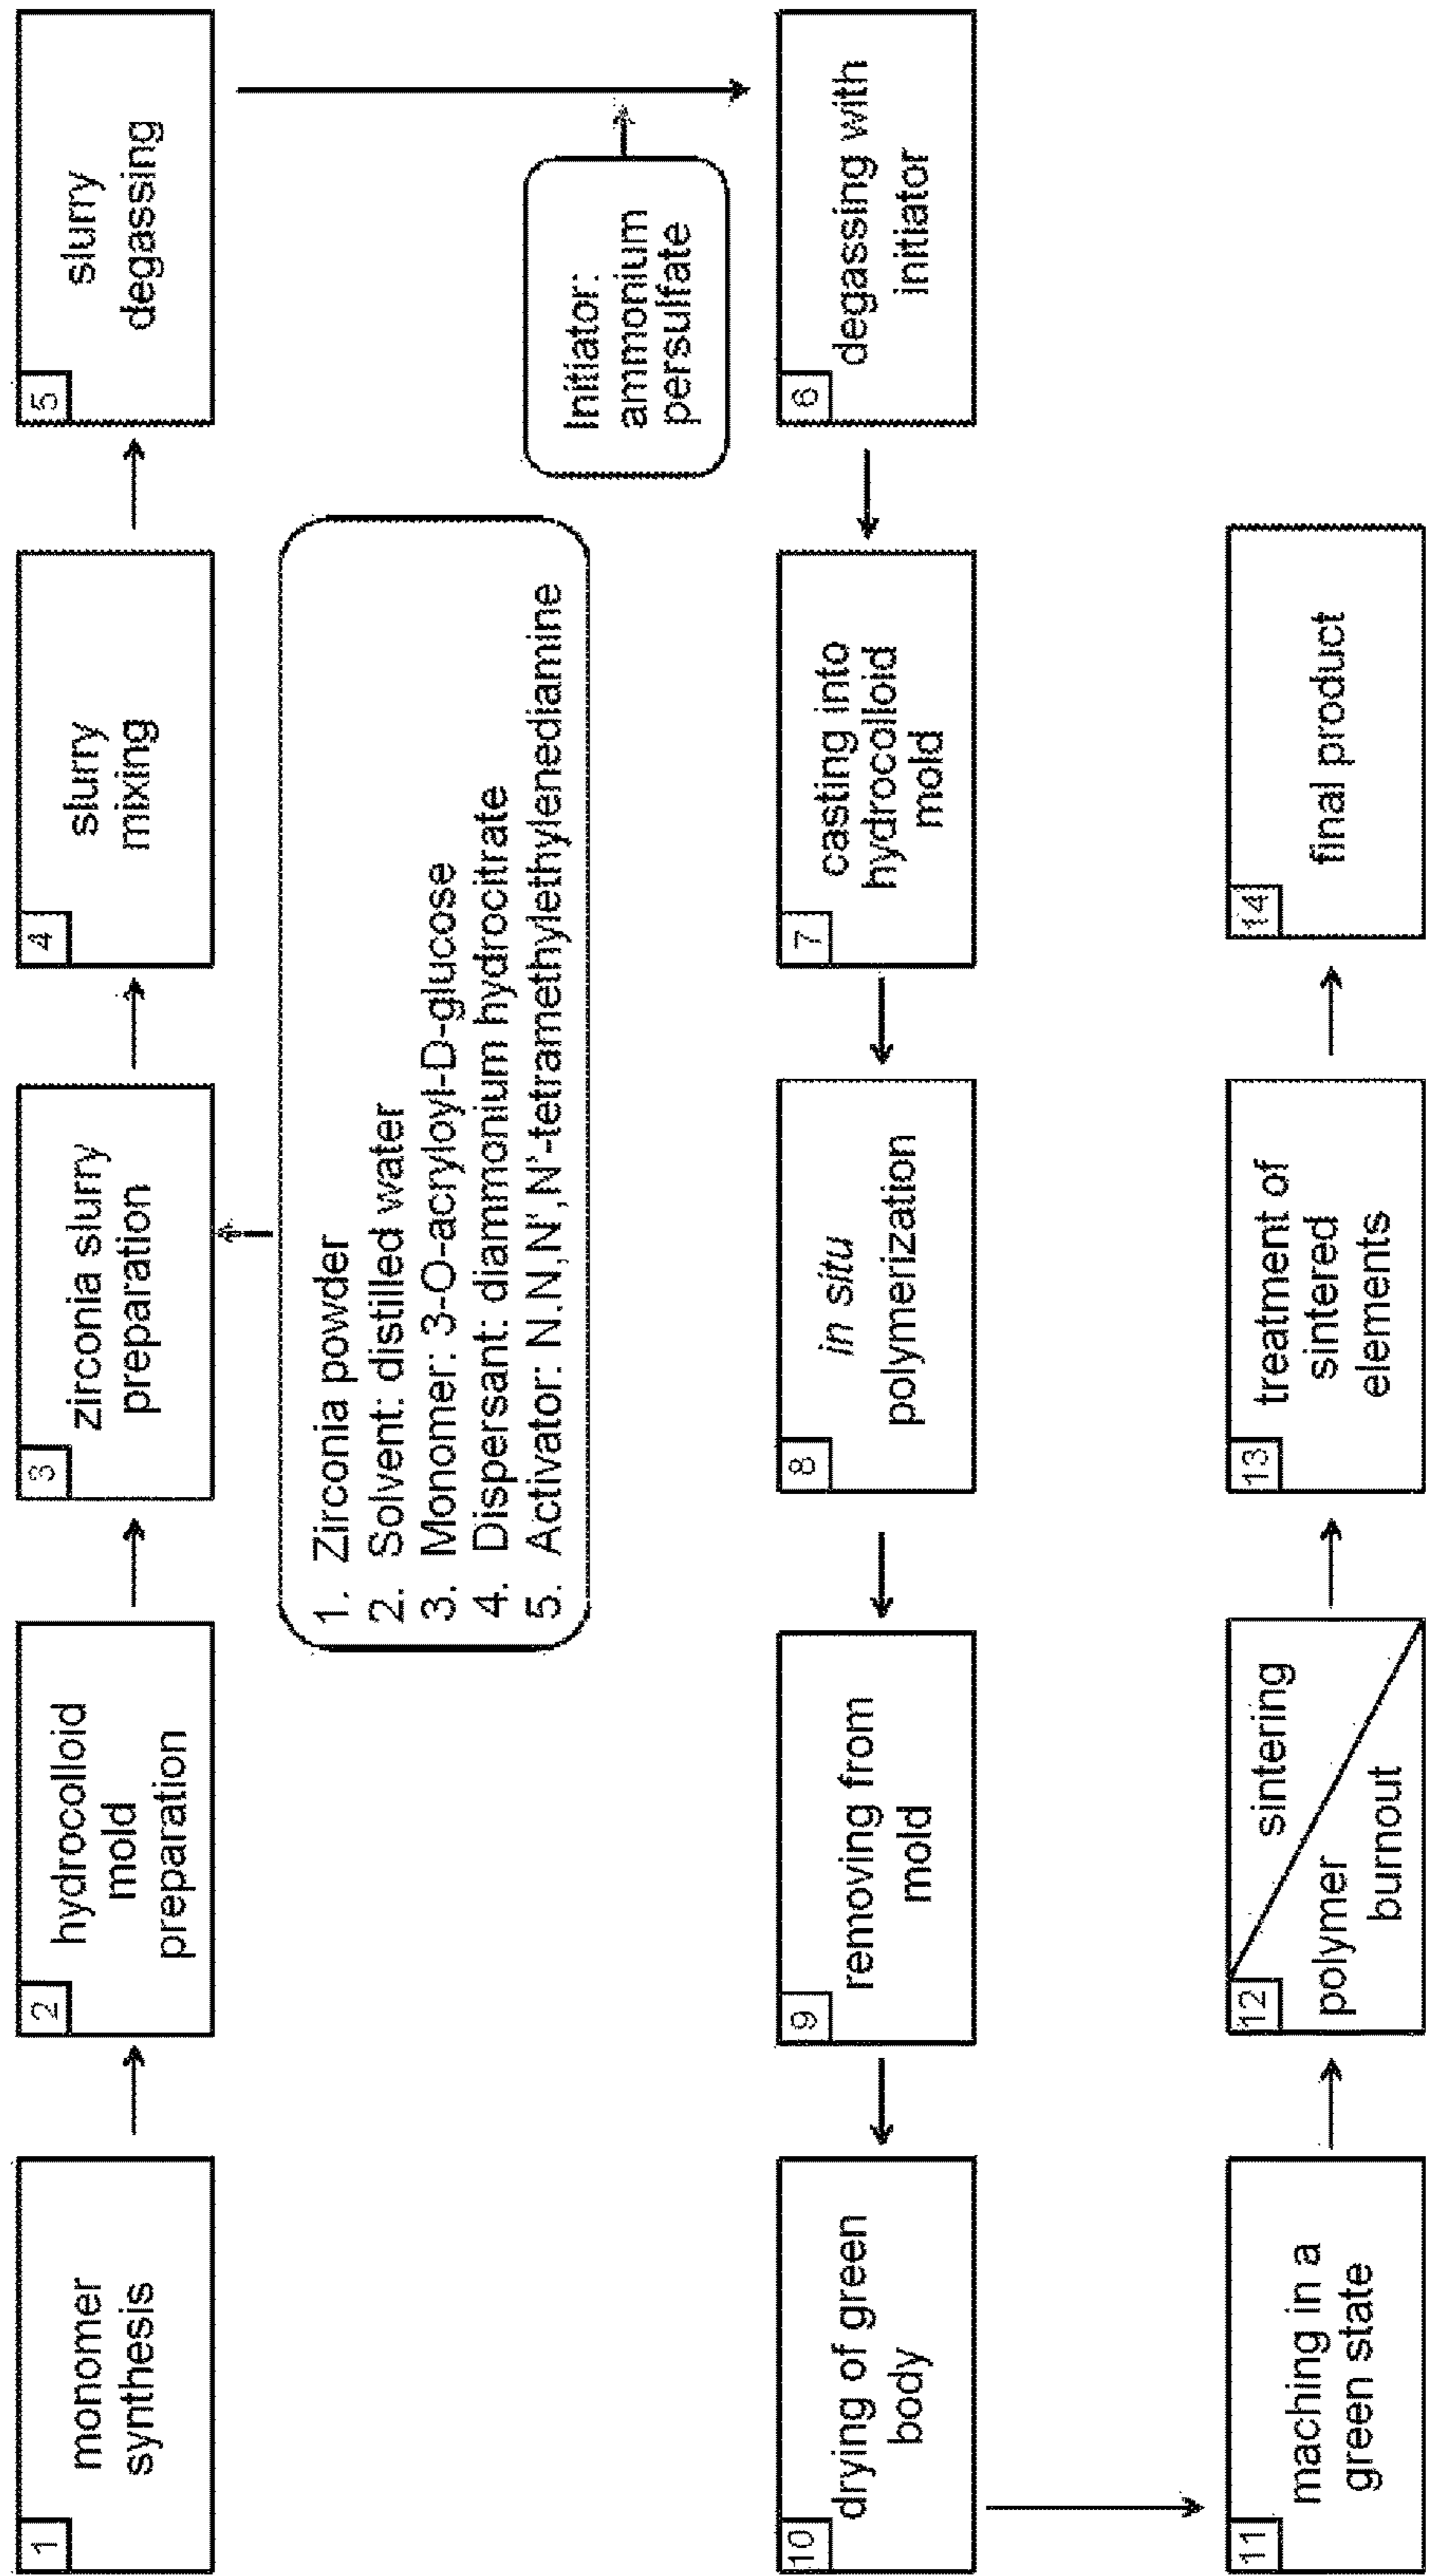 1
monomer
synthesis
2
hydrocolloid
mold
preparation
3
zirconia slurry
preparation
4
slurry
mixing
5
slurry
degassing
1. Zirconia powder
2. Solvent: distilled water
3. Monomer: 3-O-acryloyl-D-glucose
4. Dispersant: diammonium hydrocitrate
5. Activator: N.N,N',N'-tetramethylethylenediamine
Initiator:
ammonium
persulfate
6
degassing with
initiator
7
casting into
hydrocolloid
mold
8
in situ
polymerization
9
removing from
mold
10
drying of green
body
11
maching in a
green state
12
sintering
polymer
burnout
13
treatment of
sintered
elements
14
final product